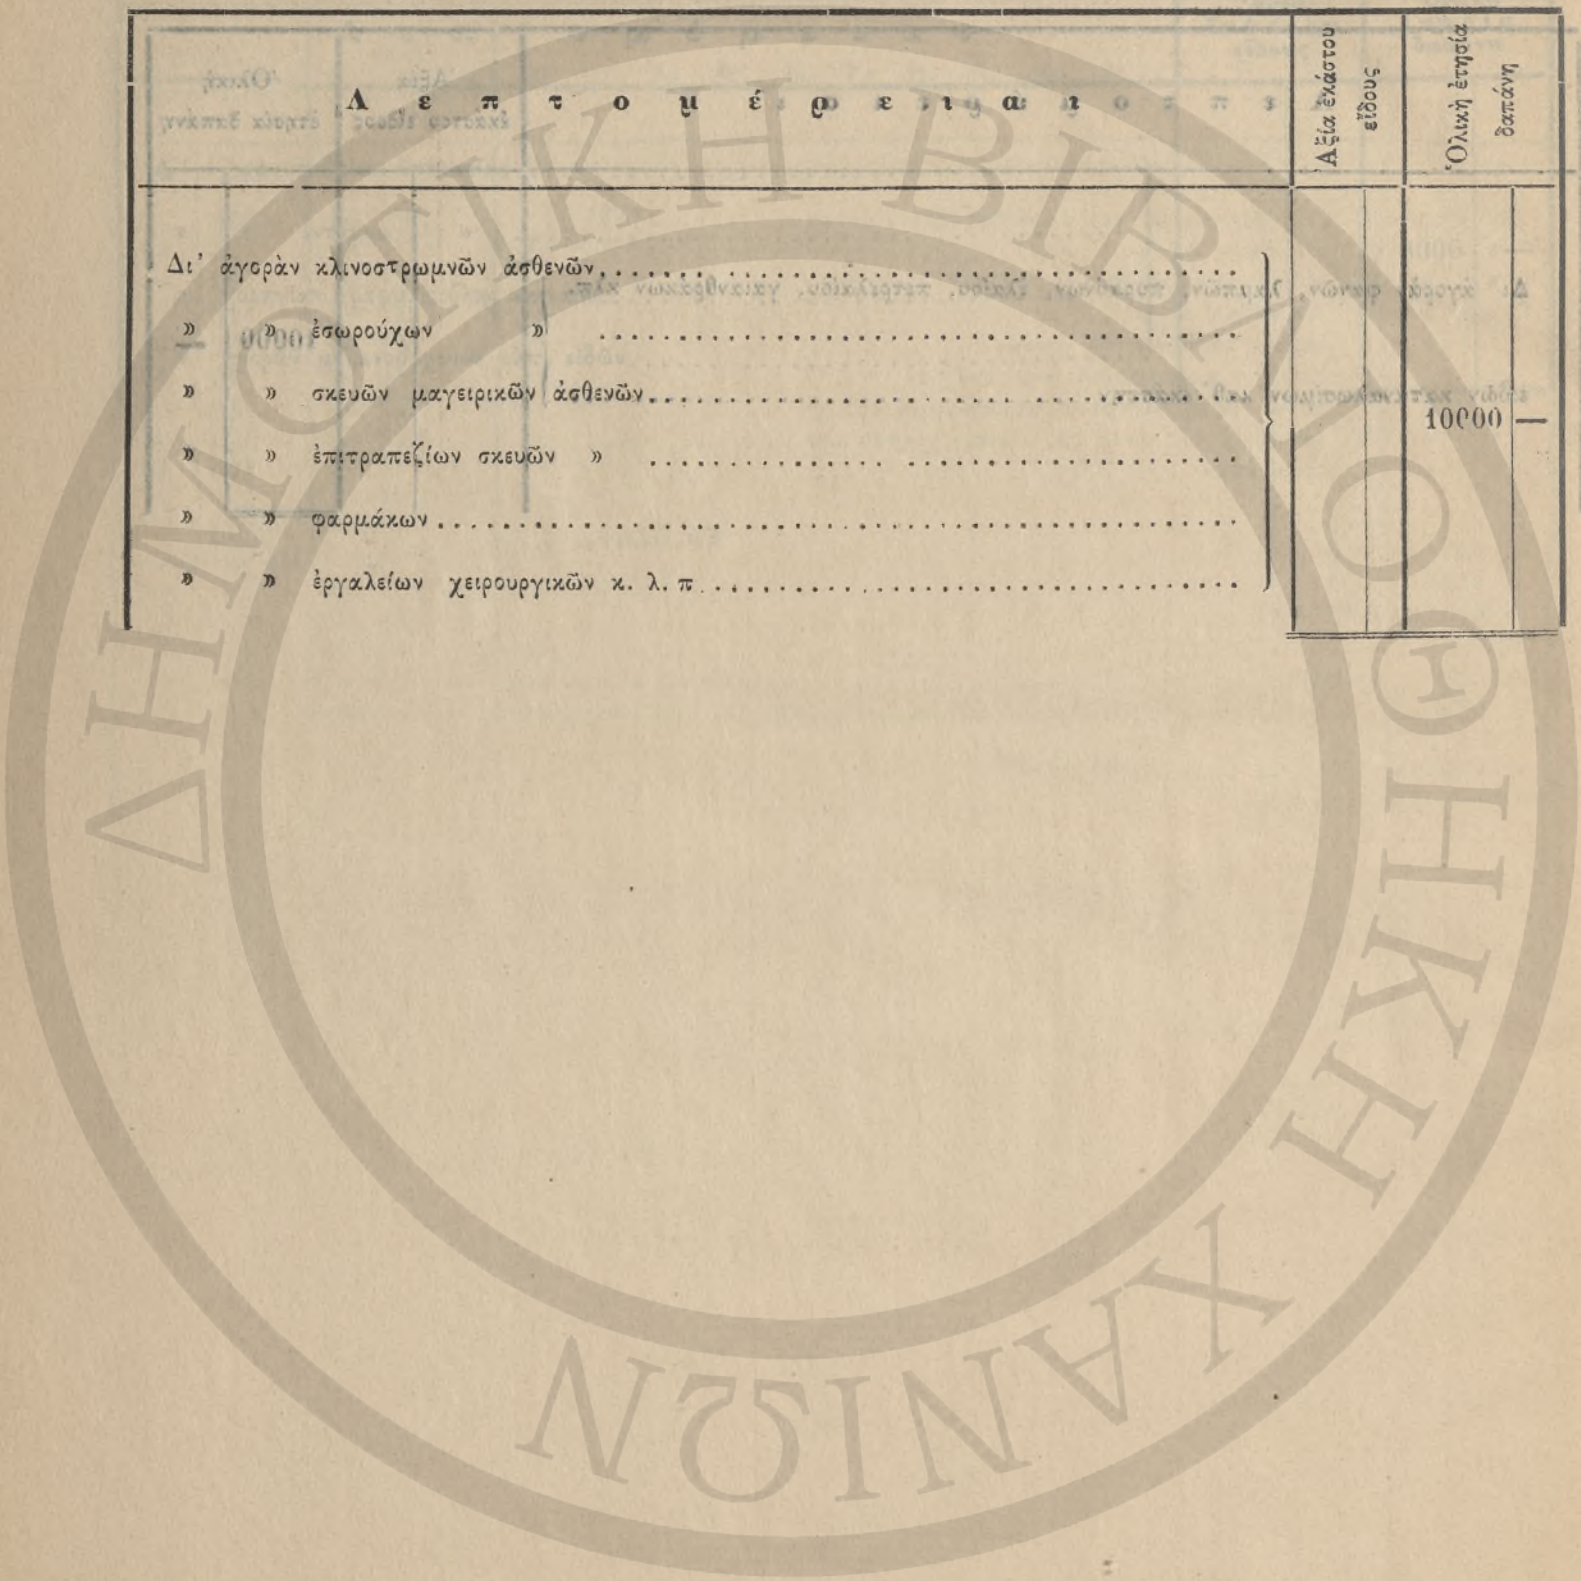 Λεπτομέρειαι
Ἀξία ἑκάστου εἴδους
Ὁλικὴ ἐτησία δαπάνη
Δι' ἀγορὰν κλινοστρωμνῶν ἀσθενῶν
» » ἐσωρούχων »
» » σκευῶν μαγειρικῶν ἀσθενῶν
10000 —
» » ἐπιτραπεζίων σκευῶν »
» » φαρμάκων
» » ἐργαλείων χειρουργικῶν κ. λ. π.
ΔΗΜΟΤΙΚΗ ΒΙΒΛΙΟΘΗΚΗ ΧΑΝΙΩΝ